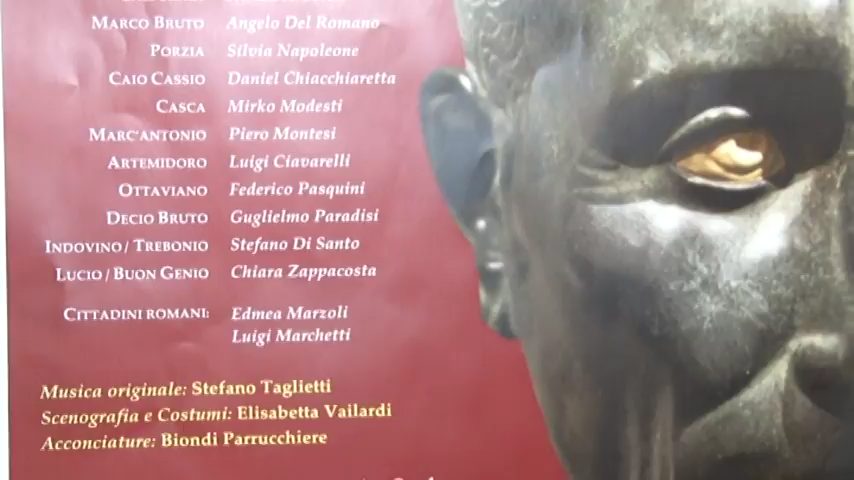 MARCO BRUTO Angelo Del Romano
PORZIA Silvia Napoleone
CAIO CASSIO Daniel Chiacchiaretta
CASCA Mirko Modesti
MARC'ANTONIO Piero Montesi
ARTEMIDORO Luigi Ciavarelli
OTTAVIANO Federico Pasquini
DECIO BRUTO Guglielmo Paradisi
INDOVINO / TREBONIO Stefano Di Santo
LUCIO / BUON GENIO Chiara Zappacosta
CITTADINI ROMANI: Edmea Marzoli
Luigi Marchetti
Musica originale: Stefano Taglietti
Scenografia e Costumi: Elisabetta Vailardi
Acconciature: Biondi Parrucchiere